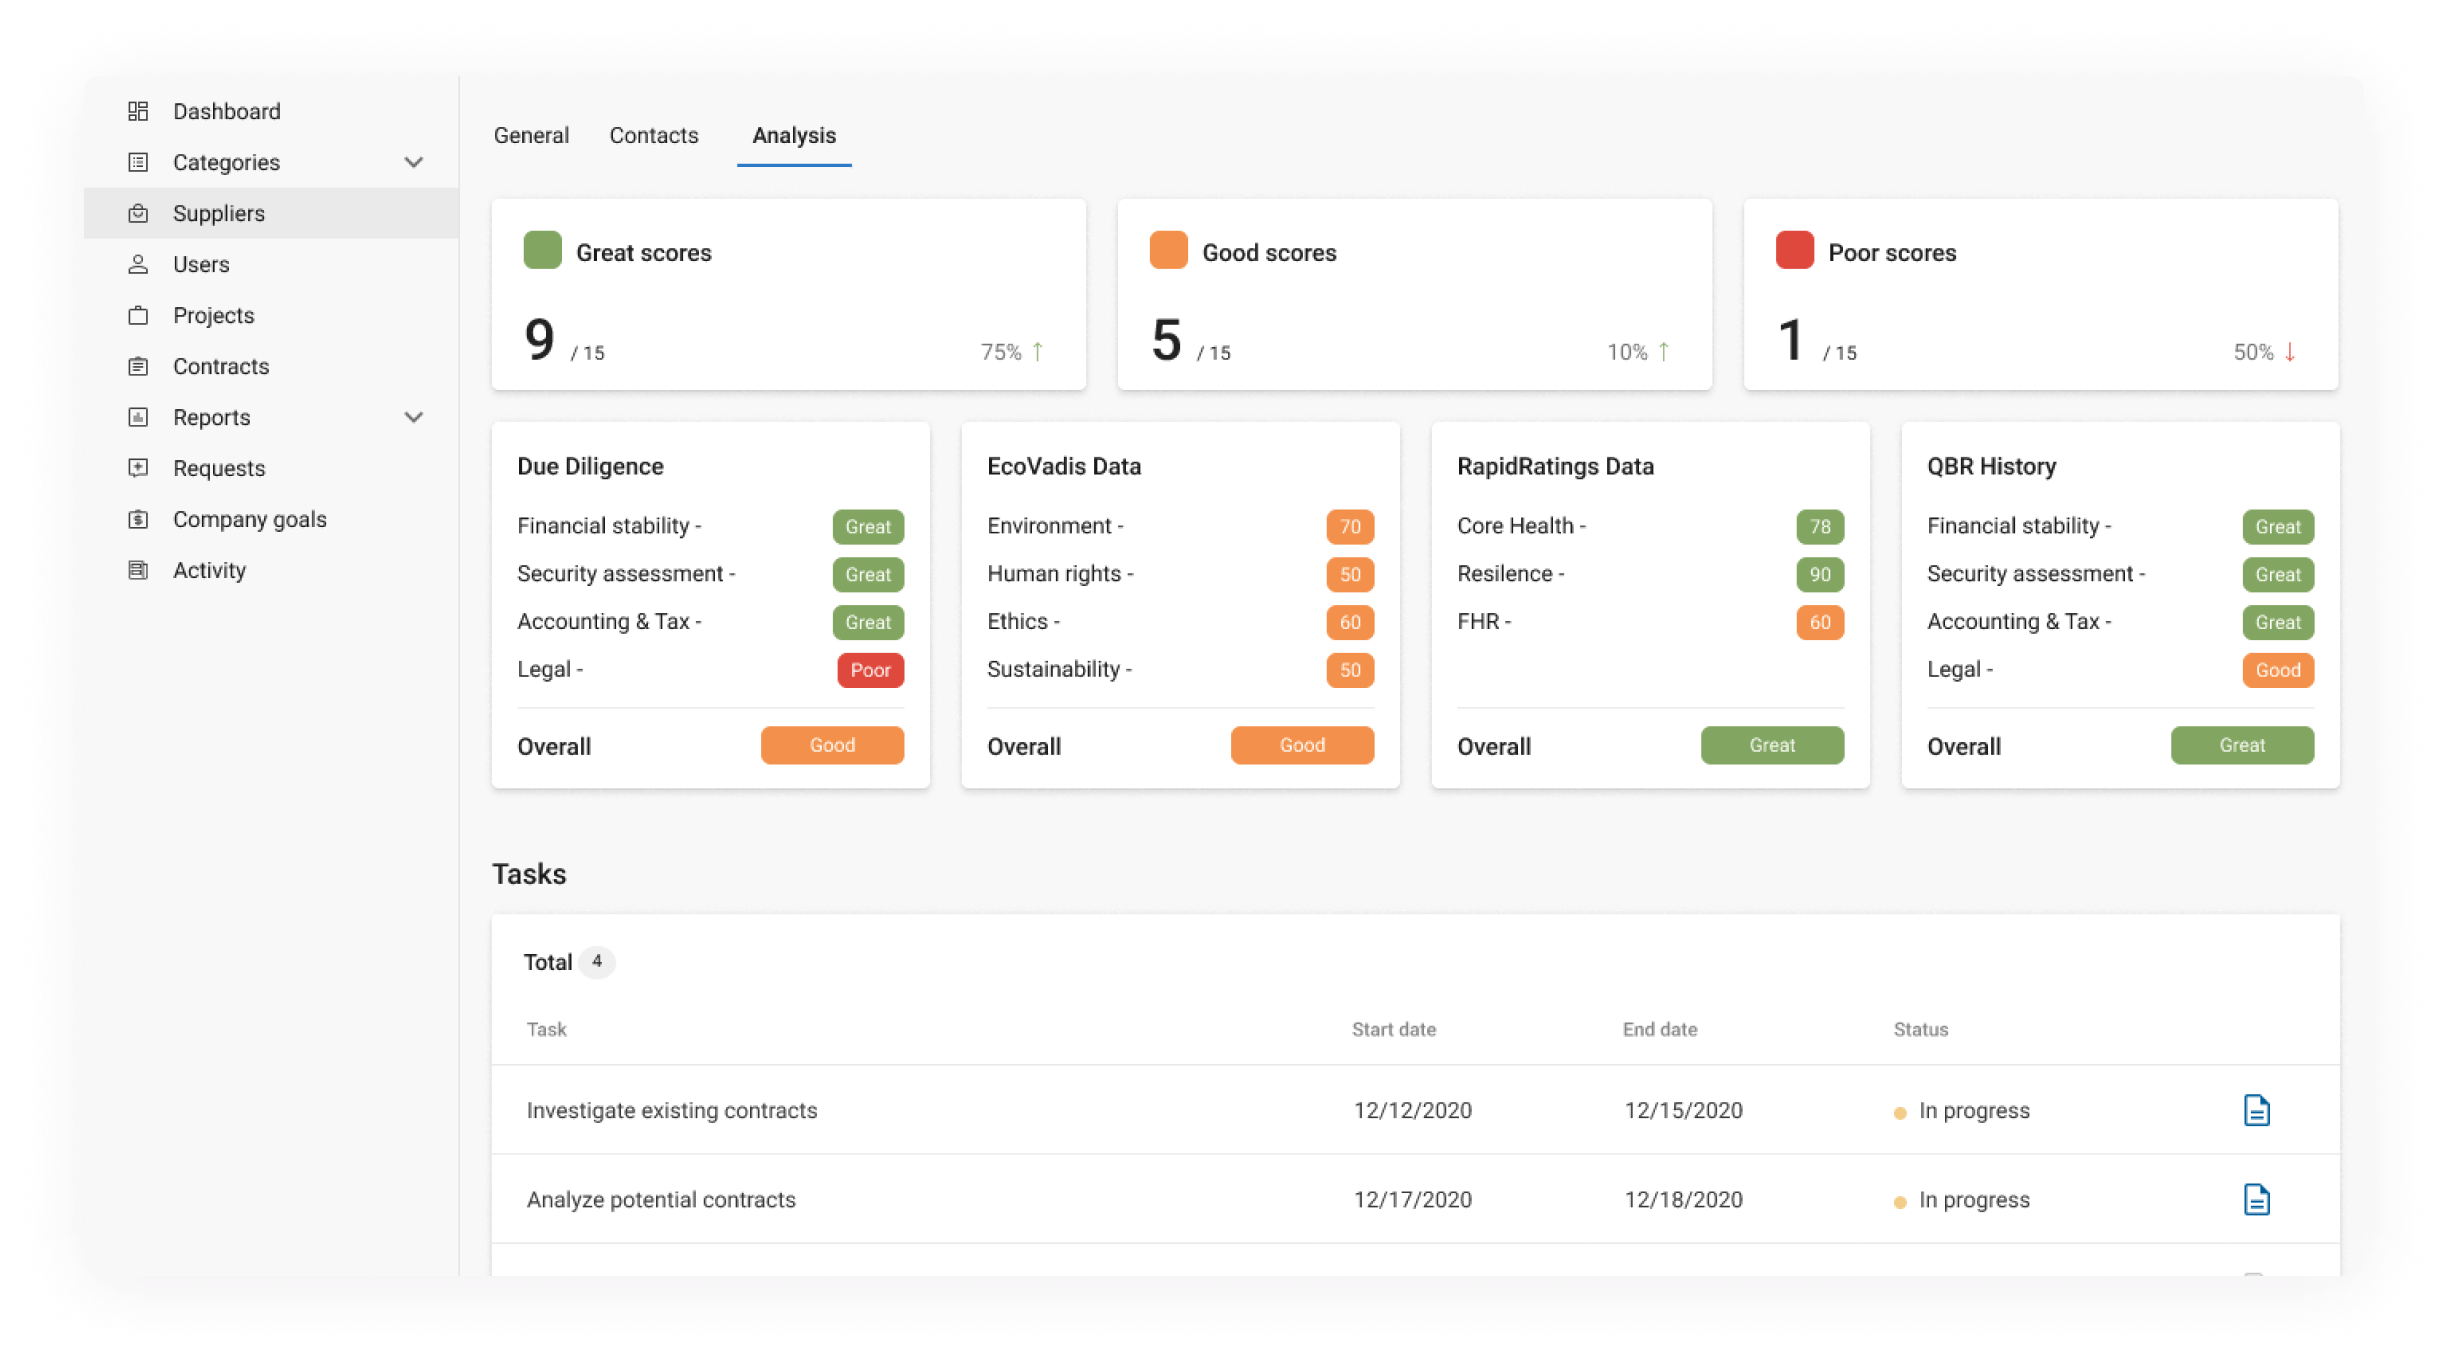 Dashboard
Categories
Suppliers
Users
Projects
Contracts
Reports
Requests
Company goals
Activity
General Contacts Analysis
Great scores
9 / 15 75% ↑
Good scores
5 / 15 10% ↑
Poor scores
1 / 15 50% ↓
Due Diligence
Financial stability - Great
Security assessment - Great
Accounting & Tax - Great
Legal - Poor
Overall Good
EcoVadis Data
Environment - 70
Human rights - 50
Ethics - 60
Sustainability - 50
Overall Good
RapidRatings Data
Core Health - 78
Resilence - 90
FHR - 60
Overall Great
QBR History
Financial stability - Great
Security assessment - Great
Accounting & Tax - Great
Legal - Good
Overall Great
Tasks
Total 4
Task Start date End date Status
Investigate existing contracts 12/12/2020 12/15/2020 In progress
Analyze potential contracts 12/17/2020 12/18/2020 In progress